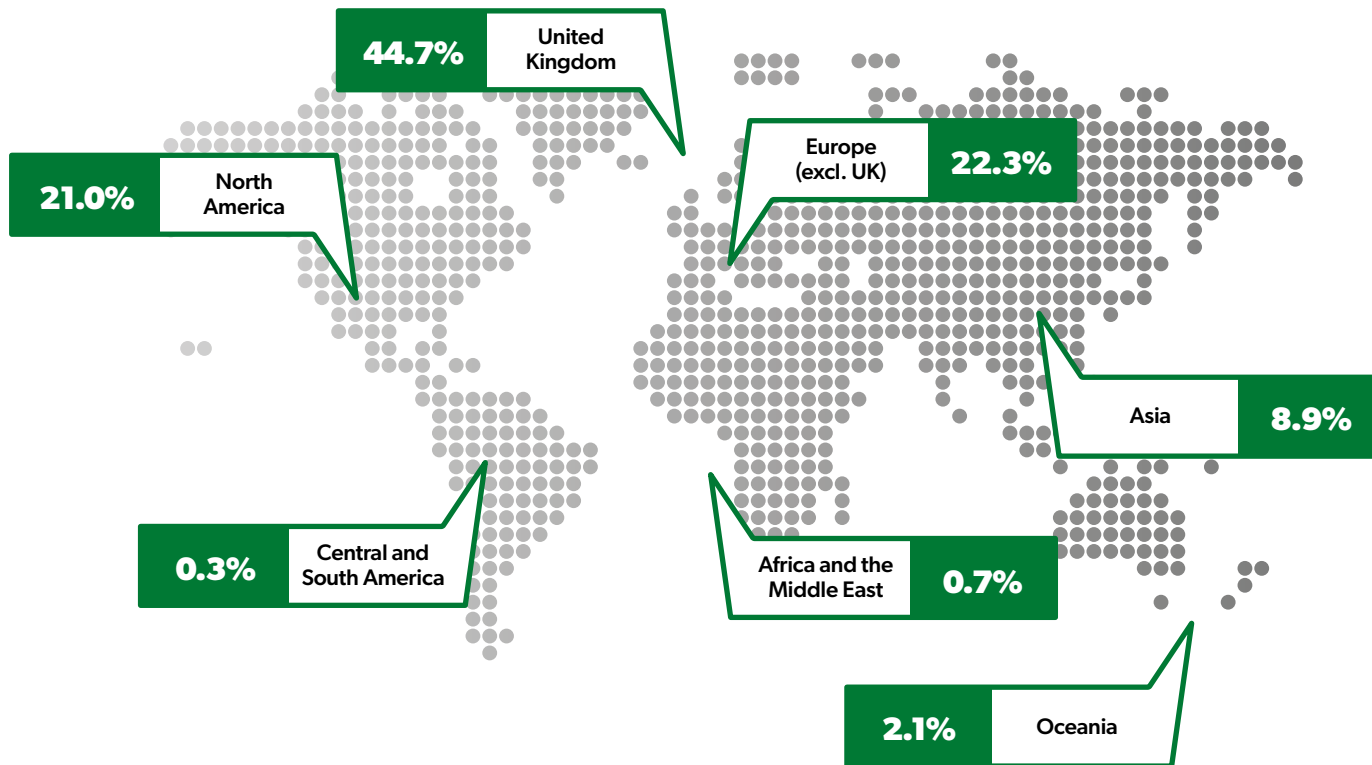 44.7%
United
Kingdom
Europe
(excl. UK)
22.3%
21.0%
North
America
Asia
8.9%
0.3%
Central and
South America
Africa and the
Middle East
0.7%
2.1%
Oceania